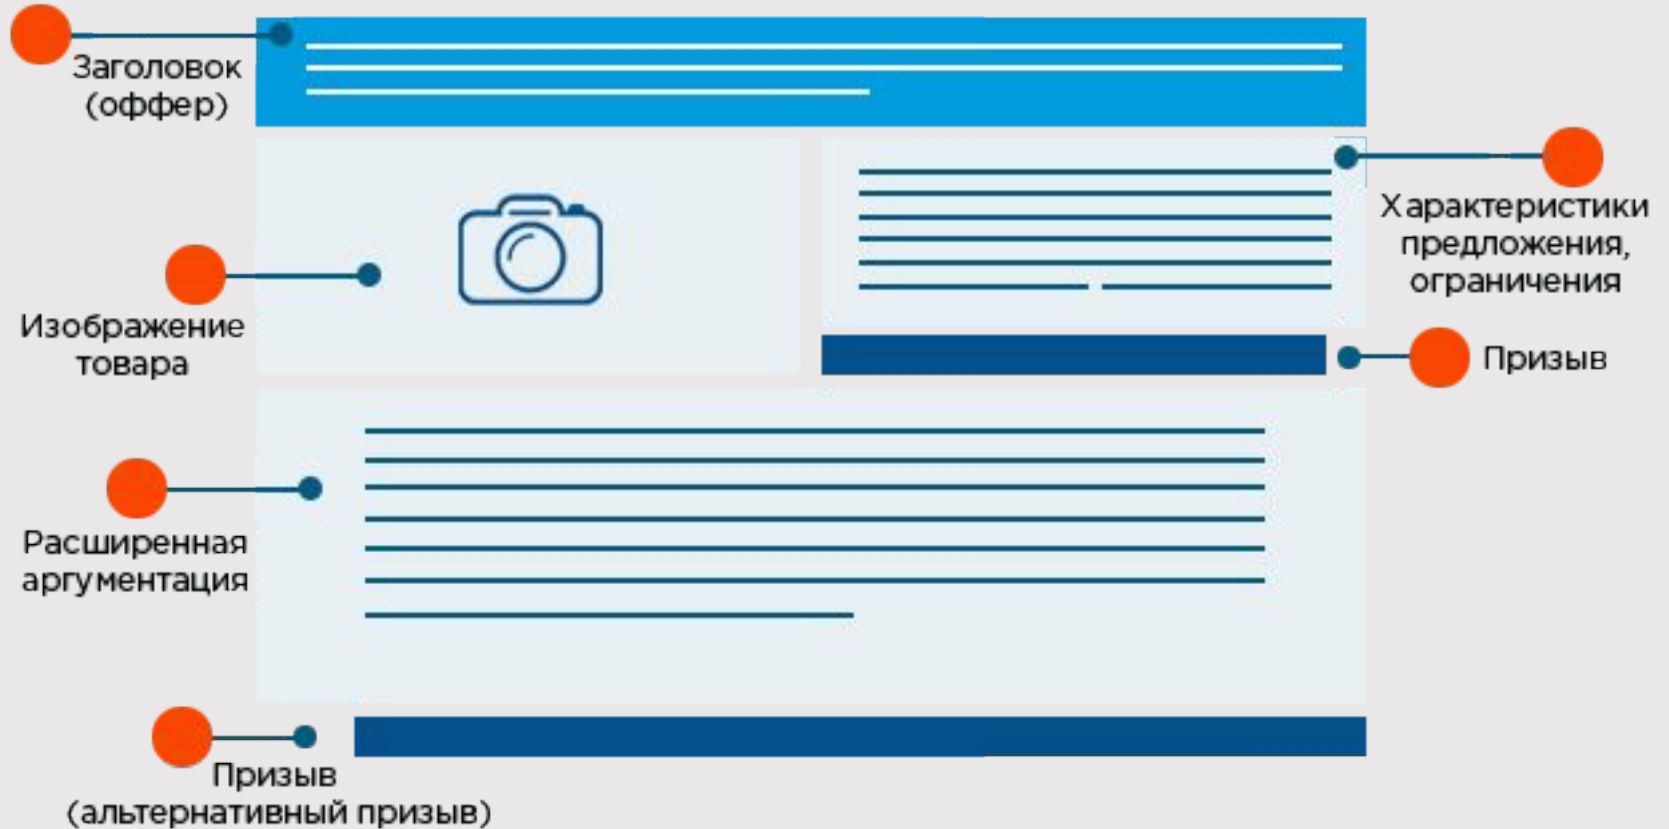 Заголовок
(оффер)
Характеристики
предложения,
ограничения
Изображение
товара
Призыв
Расширенная
аргументация
Призыв
(альтернативный призыв)